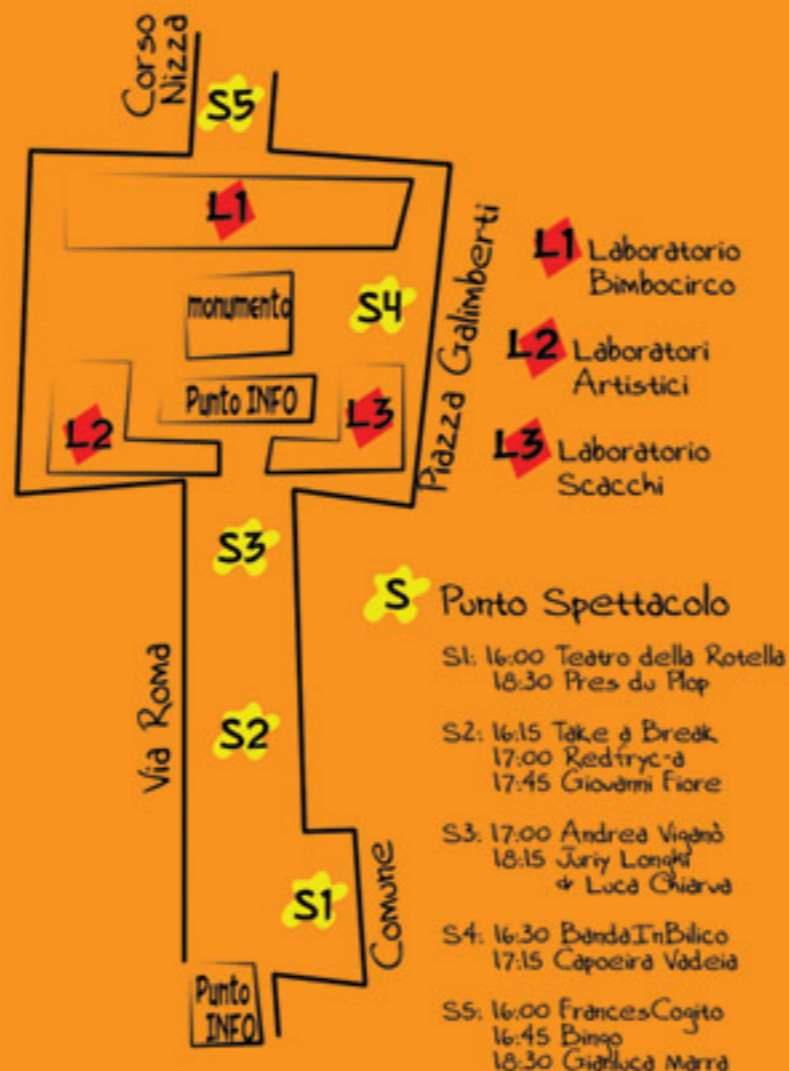 Corso
Nizza
S5
L1
monumento
S4
Piazza Galimberti
Punto INFO
L2
L3
S3
Via Roma
S2
S1
Comune
Punto
INFO
L1 Laboratorio
Bimbocirco
L2 Laboratori
Artistici
L3 Laboratorio
Scacchi
S Punto Spettacolo
S1: 16:00 Teatro della Rotella
18:30 Pres du Plop
S2: 16:15 Take a Break
17:00 Redfryc-a
17:45 Giovanni Fiore
S3: 17:00 Andrea Viganò
18:15 Juriy Longhi
& Luca Chiarva
S4: 16:30 BandaInBilico
17:15 Capoeira Vadeia
S5: 16:00 FrancesCogito
16:45 Bingo
18:30 Gianluca Marra